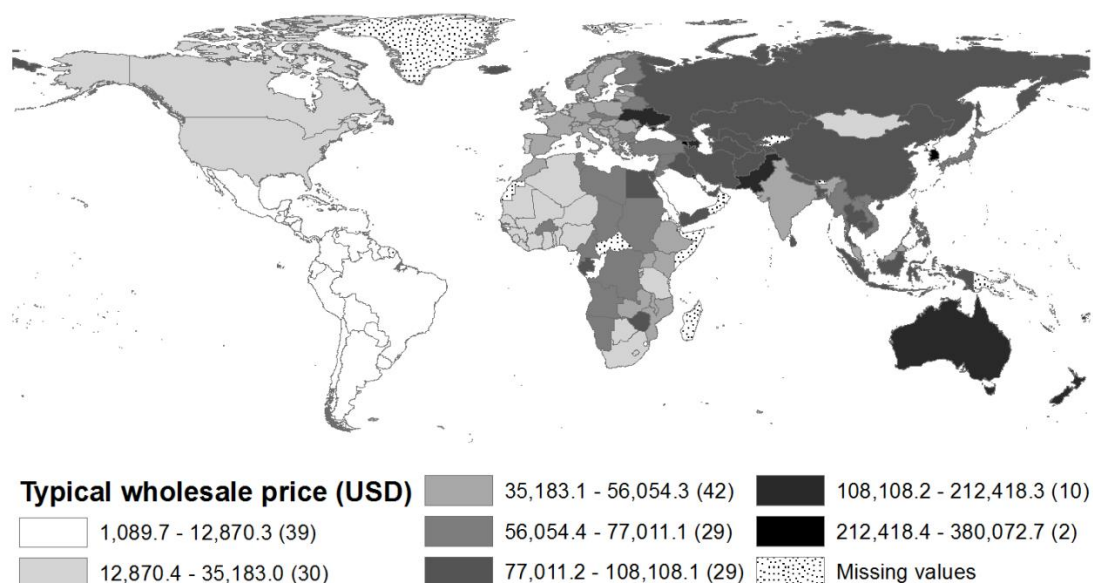 Typical wholesale price (USD)
1,089.7 - 12,870.3 (39)
12,870.4 - 35,183.0 (30)
35,183.1 - 56,054.3 (42)
56,054.4 - 77,011.1 (29)
77,011.2 - 108,108.1 (29)
108,108.2 - 212,418.3 (10)
212,418.4 - 380,072.7 (2)
Missing values